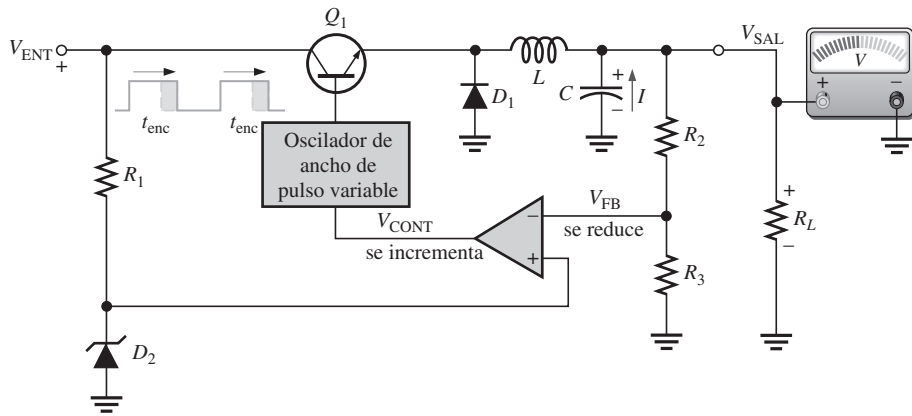 Q1
VENT
+
tenc
tenc
R1
Oscilador de
ancho de
pulso variable
VCONT
se incrementa
D1
L
C
+
−
I
−
+
VFB
se reduce
R2
R3
VSAL
RL
+
−
V
+
−
D2